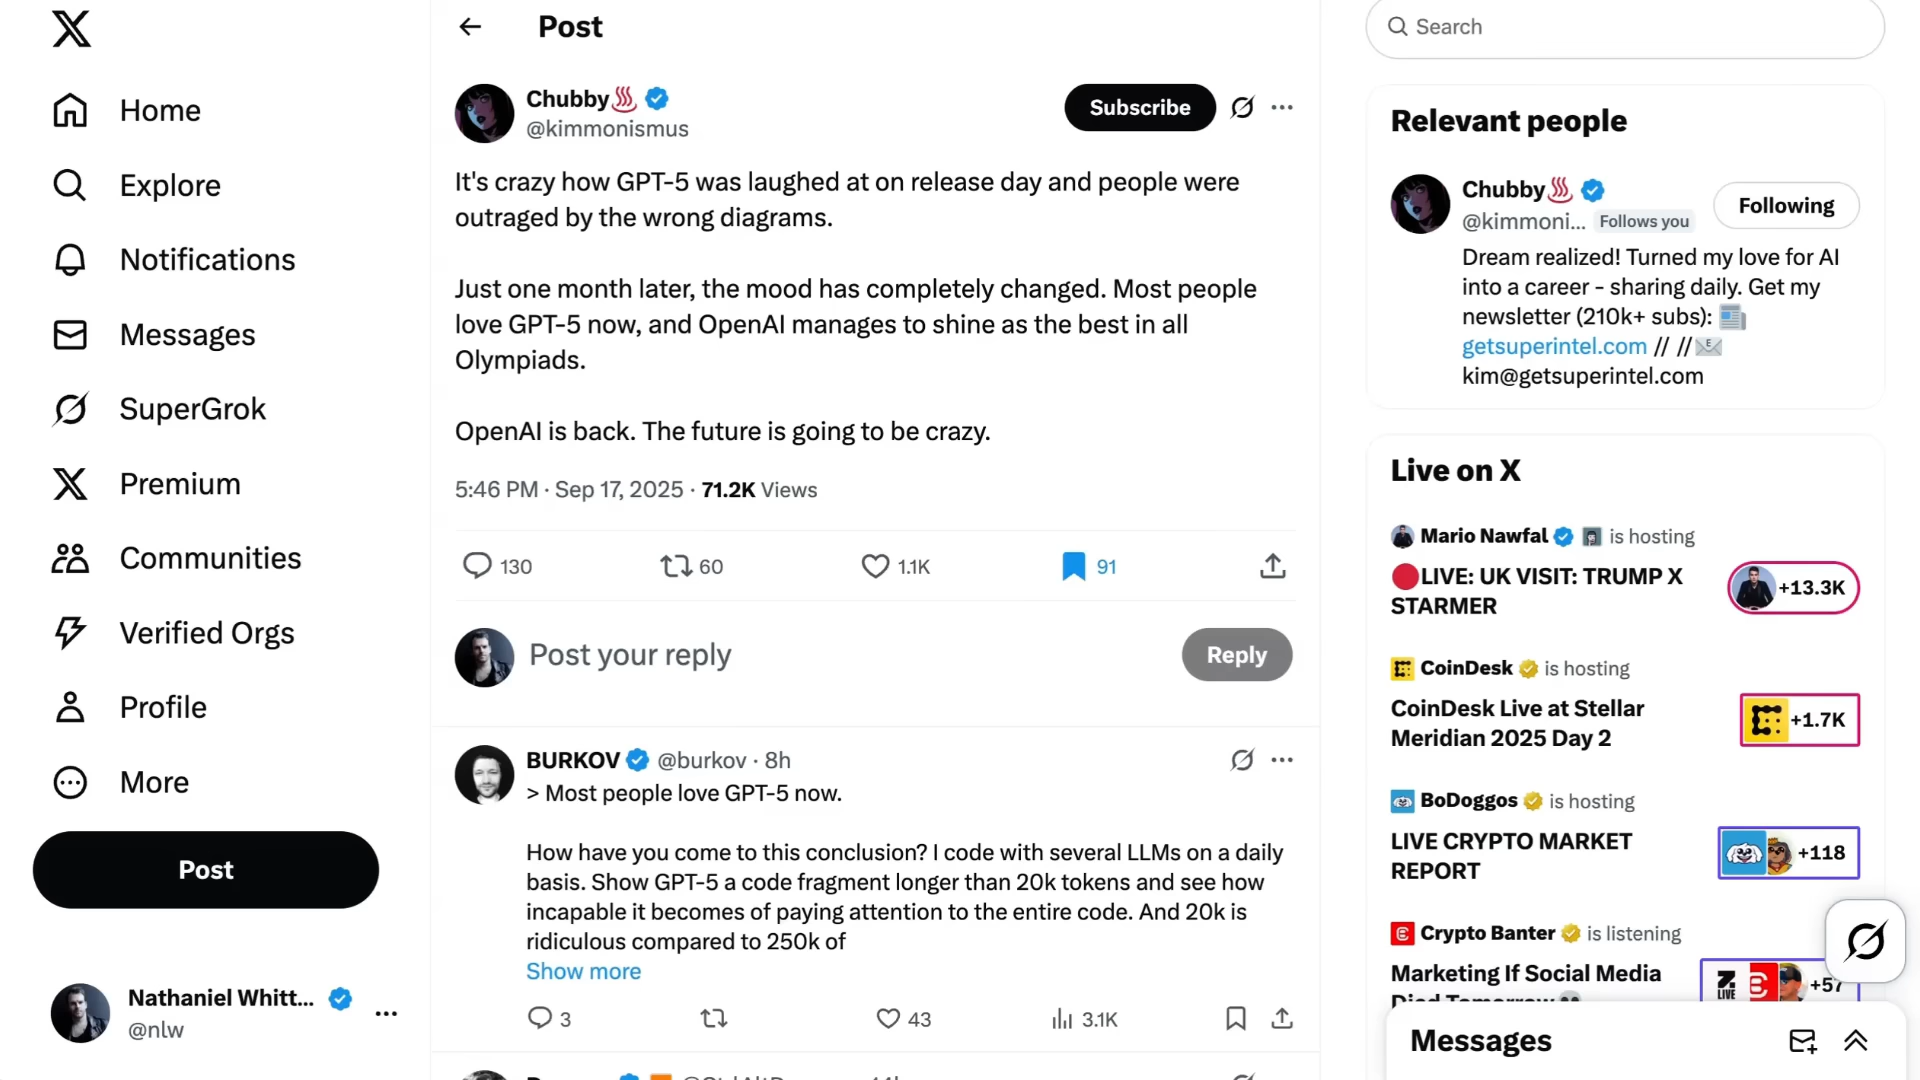 Home
Explore
Notifications
Messages
SuperGrok
Premium
Communities
Verified Orgs
Profile
More
Post
Nathaniel Whitt...
@nlw
Post
Chubby
@kimmonismus
Subscribe
It's crazy how GPT-5 was laughed at on release day and people were
outraged by the wrong diagrams.
Just one month later, the mood has completely changed. Most people
love GPT-5 now, and OpenAI manages to shine as the best in all
Olympiads.
OpenAI is back. The future is going to be crazy.
5:46 PM · Sep 17, 2025 · 71.2K Views
130 60 1.1K 91
Post your reply
Reply
BURKOV @burkov · 8h
> Most people love GPT-5 now.
How have you come to this conclusion? I code with several LLMs on a daily
basis. Show GPT-5 a code fragment longer than 20k tokens and see how
incapable it becomes of paying attention to the entire code. And 20k is
ridiculous compared to 250k of
Show more
3 43 3.1K
Search
Relevant people
Chubby
@kimmoni... Follows you
Following
Dream realized! Turned my love for AI
into a career - sharing daily. Get my
newsletter (210k+ subs):
getsuperintel.com // //
kim@getsuperintel.com
Live on X
Mario Nawfal is hosting
LIVE: UK VISIT: TRUMP X
STARMER
+13.3K
CoinDesk is hosting
CoinDesk Live at Stellar
Meridian 2025 Day 2
+1.7K
BoDoggos is hosting
LIVE CRYPTO MARKET
REPORT
+118
Crypto Banter is listening
Marketing If Social Media
Died Tomorrow
LIVE
+57
Messages